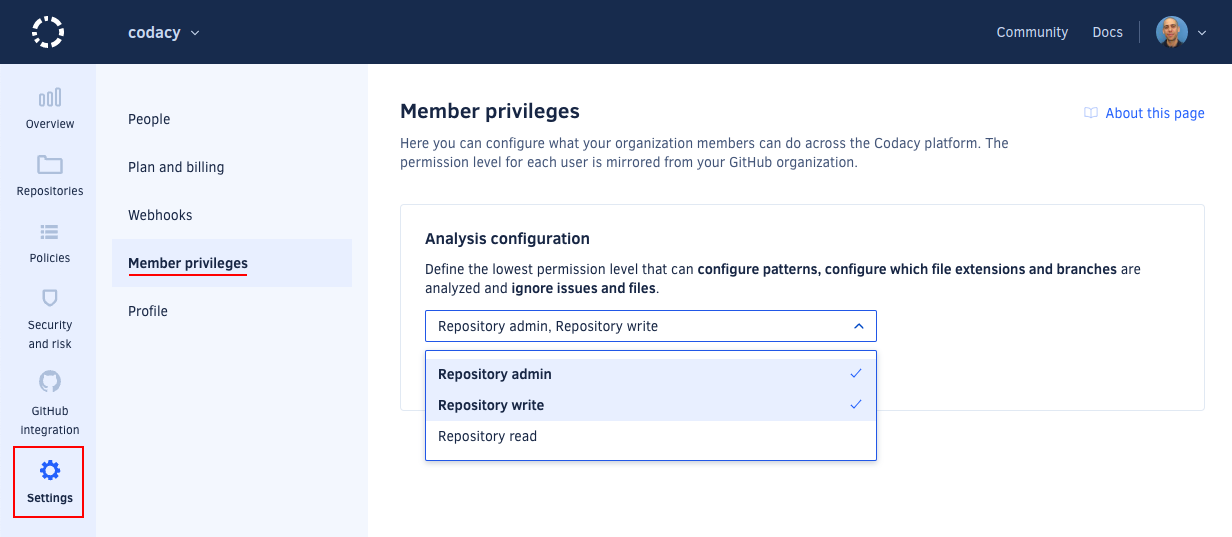 codacy
Community
Docs
Overview
Repositories
Policies
Security
and risk
GitHub
integration
Settings
People
Plan and billing
Webhooks
Member privileges
Profile
Member privileges
About this page
Here you can configure what your organization members can do across the Codacy platform. The
permission level for each user is mirrored from your GitHub organization.
Analysis configuration
Define the lowest permission level that can configure patterns, configure which file extensions and branches are
analyzed and ignore issues and files.
Repository admin, Repository write
Repository admin
Repository write
Repository read